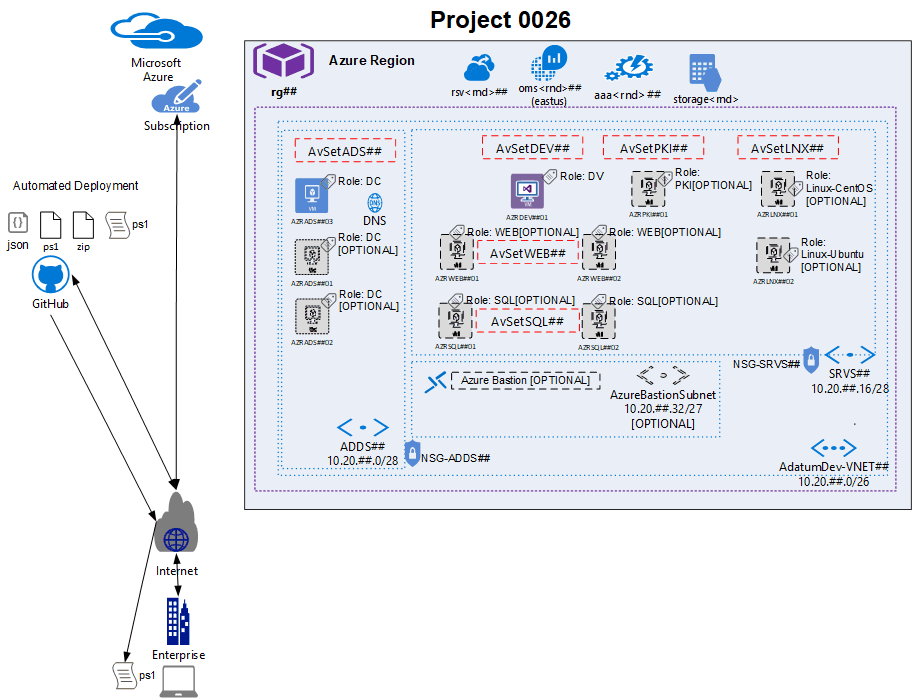 Project 0026
Microsoft
Azure
Azure
Subscription
Automated Deployment
json
ps1
zip
ps1
GitHub
Internet
Enterprise
ps1
rg##
Azure Region
rsv<rnd>##
oms<rnd>##
(eastus)
aaa<rnd> ##
storage<rnd>
AvSetADS##
Role: DC
VM
AZRADS##03
DNS
Role: DC
[OPTIONAL]
AZRADS##01
Role: DC
[OPTIONAL]
AZRADS##02
ADDS##
10.20.##.0/28
NSG-ADDS##
AvSetDEV##
Role: DV
VM
AZRDEV##01
AvSetPKI##
Role:
PKI[OPTIONAL]
AZRPKI##01
AvSetLNX##
Role:
Linux-CentOS
[OPTIONAL]
AZRLNX##01
Role:
Linux-Ubuntu
[OPTIONAL]
AZRLNX##02
Role: WEB[OPTIONAL]
AZRWEB##01
AvSetWEB##
Role: WEB[OPTIONAL]
AZRWEB##02
Role: SQL[OPTIONAL]
AZRSQL##01
AvSetSQL##
Role: SQL[OPTIONAL]
AZRSQL##02
NSG-SRVS##
SRVS##
10.20.##.16/28
Azure Bastion [OPTIONAL]
AzureBastionSubnet
10.20.##.32/27
[OPTIONAL]
AdatumDev-VNET##
10.20.##.0/26